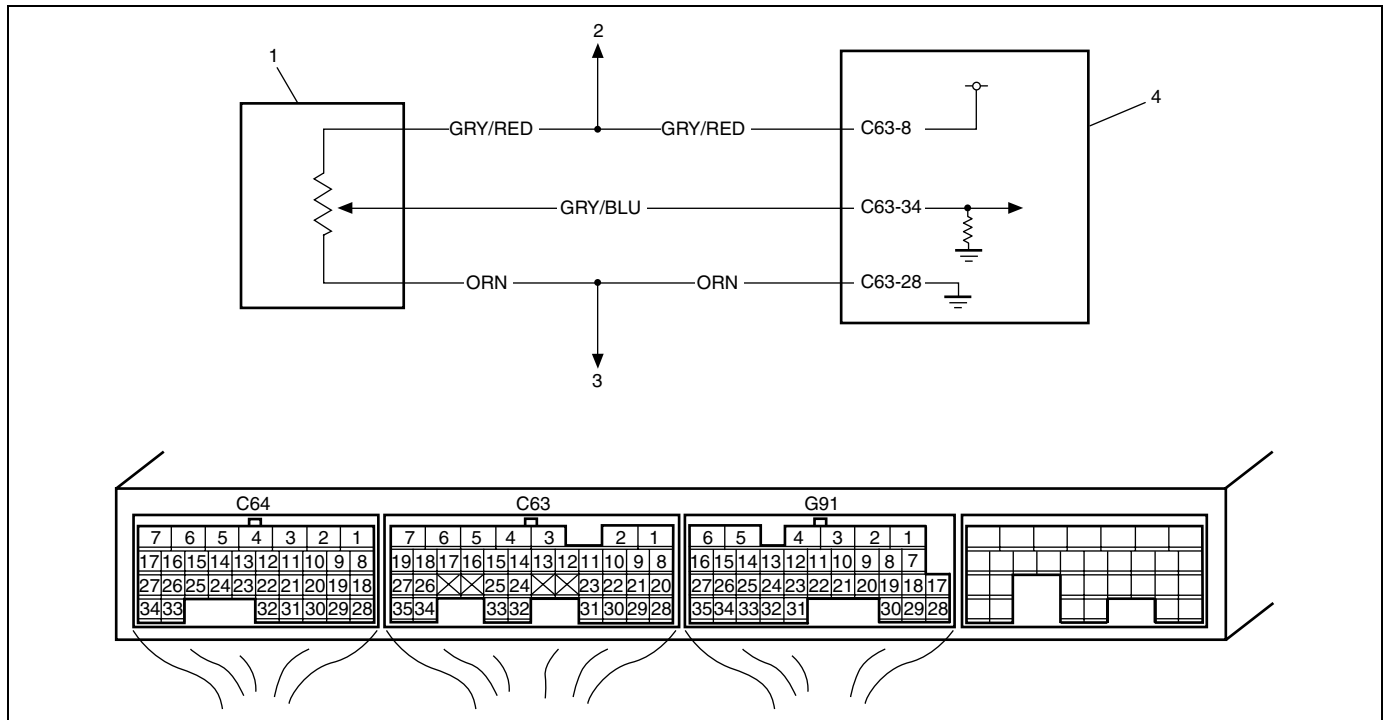 2
1
4
GRY/RED GRY/RED C63-8
GRY/BLU C63-34
ORN ORN C63-28
3
C64 C63 G91
7 6 5 4 3 2 1 7 6 5 4 3 2 1 6 5 4 3 2 1
17 16 15 14 13 12 11 10 9 8 19 18 17 16 15 14 13 12 11 10 9 8 16 15 14 13 12 11 10 9 8 7
27 26 25 24 23 22 21 20 19 18 27 26 25 24 23 22 21 20 27 26 25 24 23 22 21 20 19 18 17
34 33 32 31 30 29 28 35 34 33 32 31 30 29 28 35 34 33 32 31 30 29 28